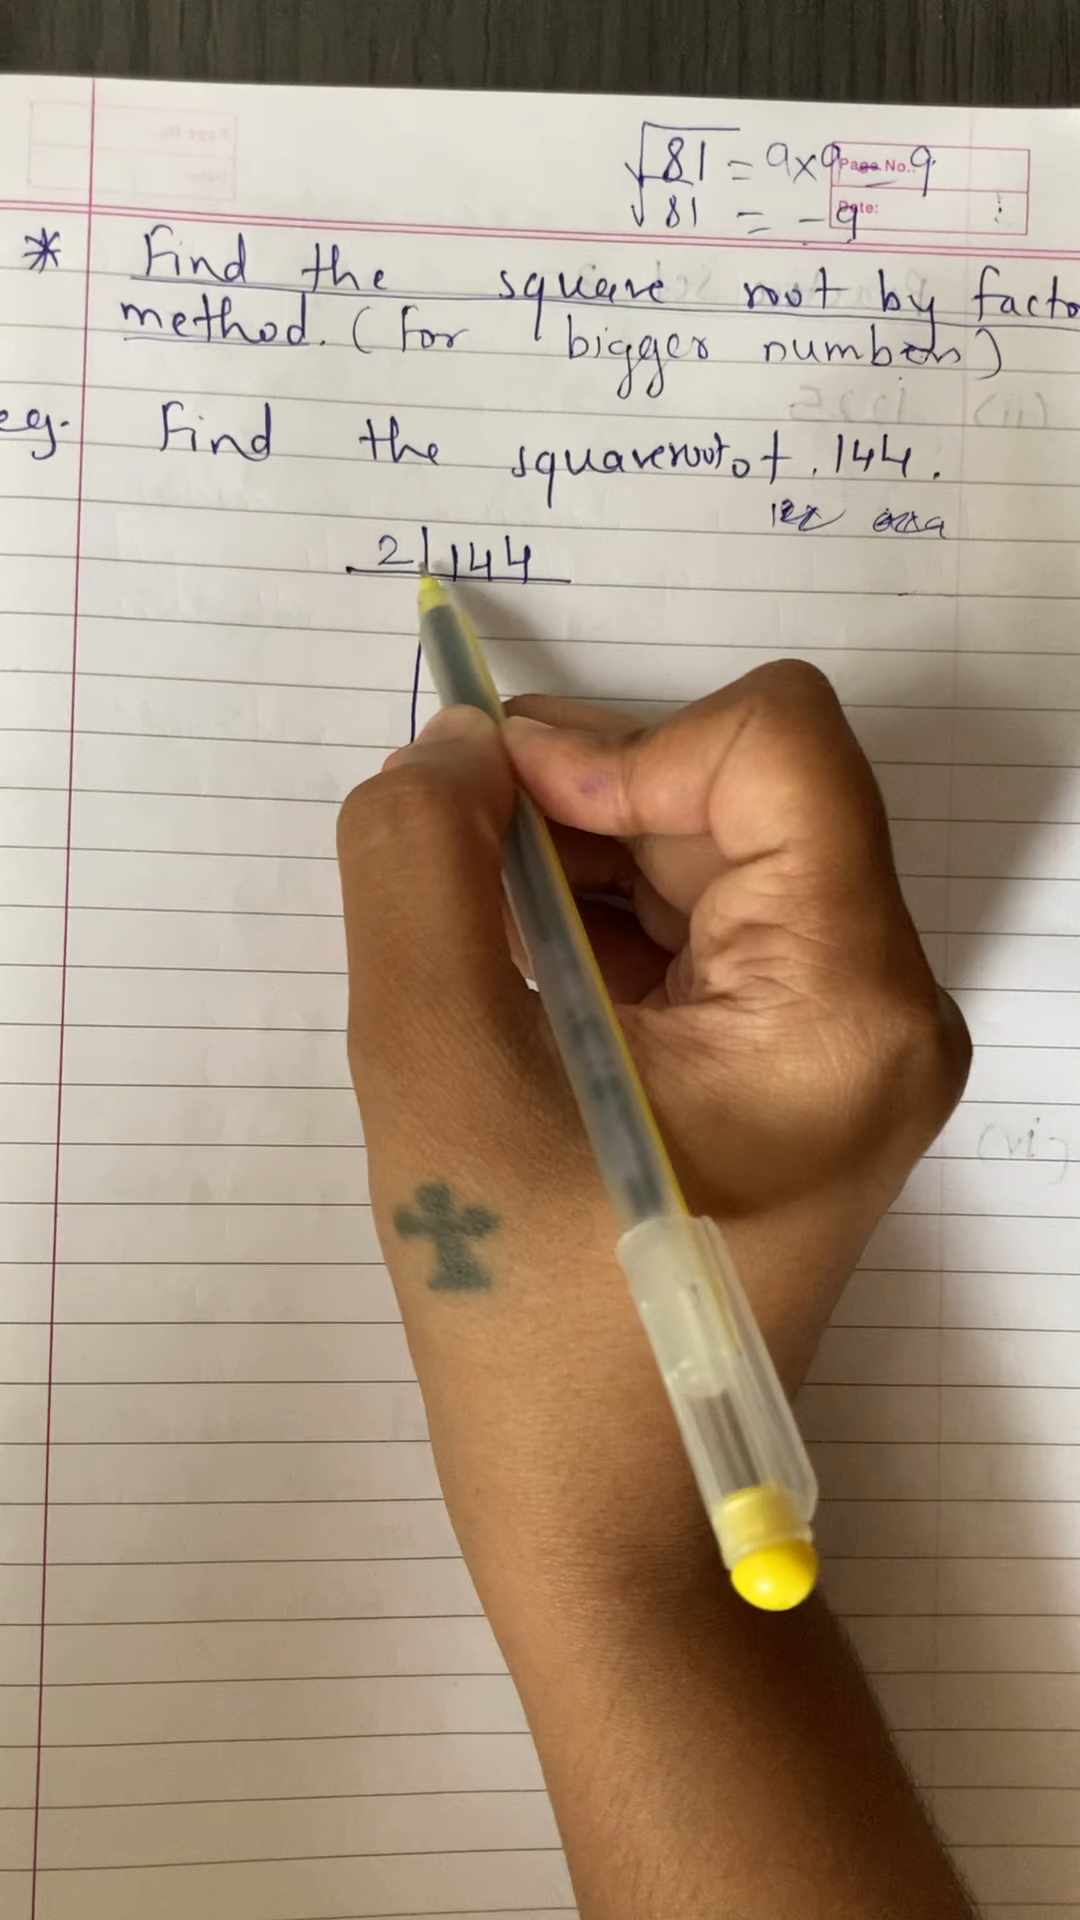 √81 = 9×9 = 9
Page No.:
√81 = -9
Date:
* Find the square root by facto
method. (for bigger numbers)
eg. Find the squareroot of 144.
2 144